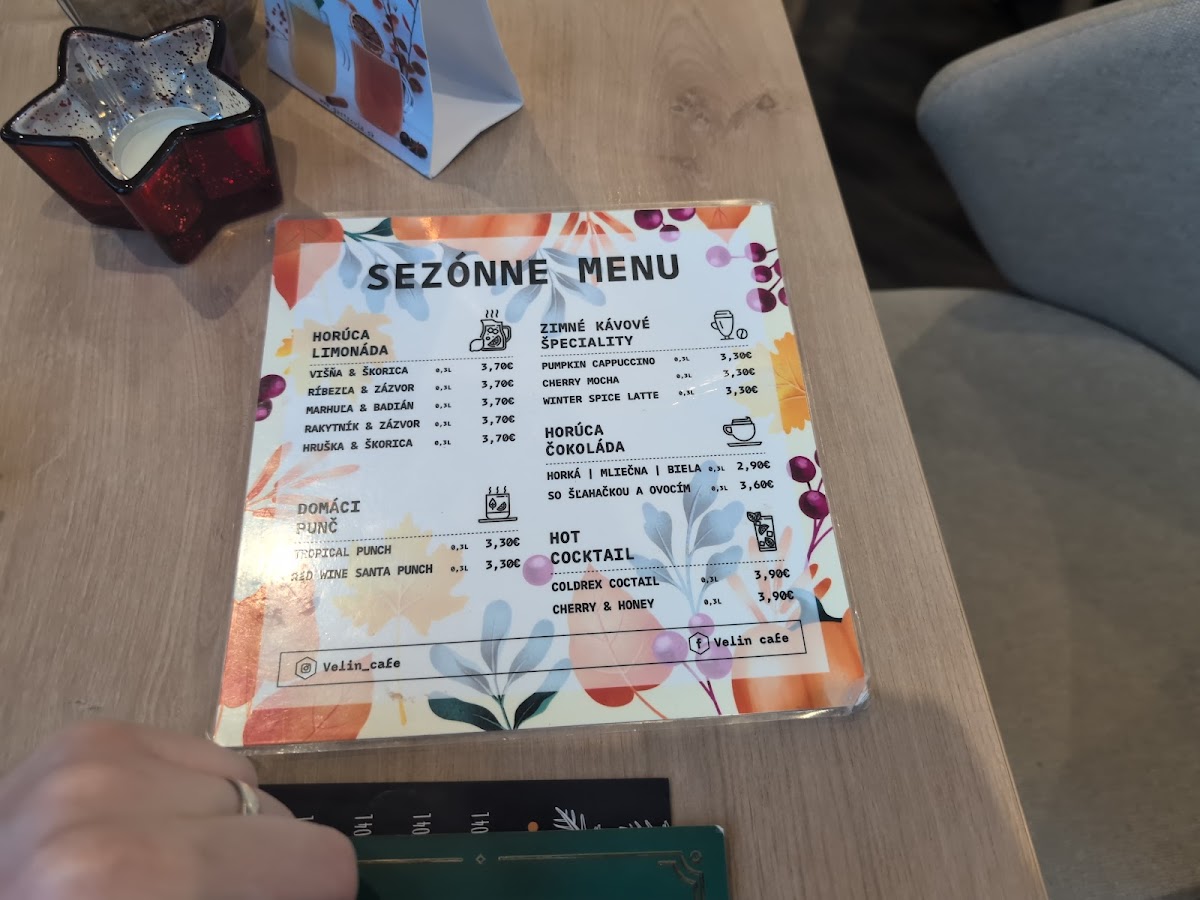 SEZÓNNE MENU
HORÚCA
LIMONÁDA
VIŠŇA & ŠKORICA 0,3L 3,70€
RÍBEZĽA & ZÁZVOR 0,3L 3,70€
MARHUĽA & BADIÁN 0,3L 3,70€
RAKYTNÍK & ZÁZVOR 0,3L 3,70€
HRUŠKA & ŠKORICA 0,3L 3,70€
DOMÁCI
PUNČ
TROPICAL PUNCH 0,3L 3,30€
RED WINE SANTA PUNCH 0,3L 3,30€
ZIMNÉ KÁVOVÉ
ŠPECIALITY
PUMPKIN CAPPUCCINO 0,3L 3,30€
CHERRY MOCHA 0,3L 3,30€
WINTER SPICE LATTE 0,3L 3,30€
HORÚCA
ČOKOLÁDA
HORKÁ | MLIEČNA | BIELA 0,3L 2,90€
SO ŠĽAHAČKOU A OVOCÍM 0,3L 3,60€
HOT
COCKTAIL
COLDREX COCTAIL 0,3L 3,90€
CHERRY & HONEY 0,3L 3,90€
Velin_cafe
f Velin cafe
04L
04L
04L